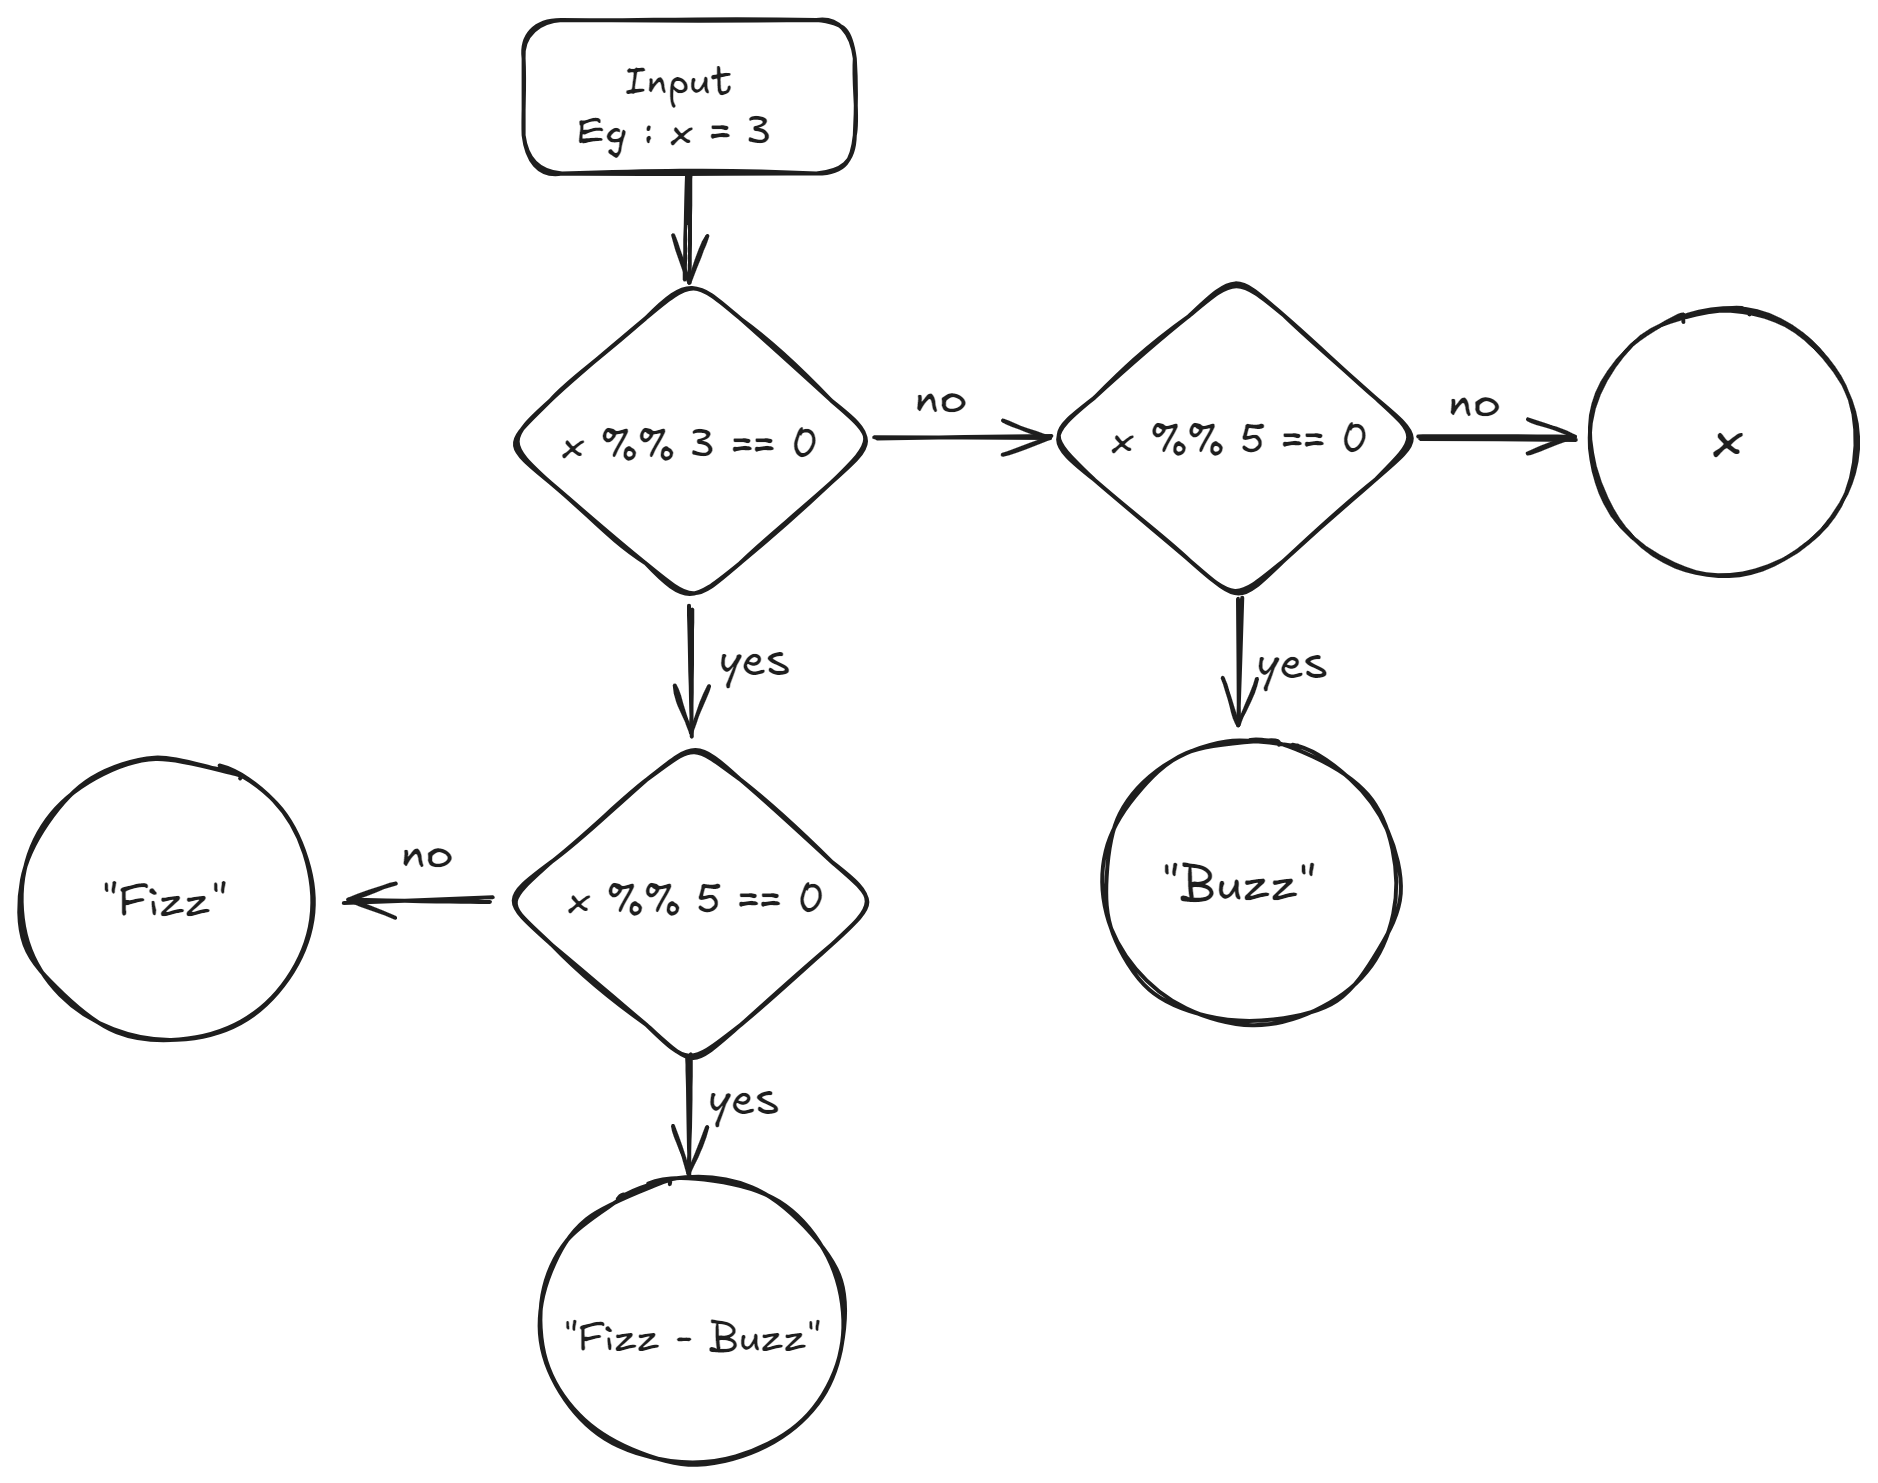 Input
Eg : x = 3
x %% 3 == 0
no
x %% 5 == 0
no
x
yes
yes
"Fizz"
no
x %% 5 == 0
"Buzz"
yes
"Fizz - Buzz"